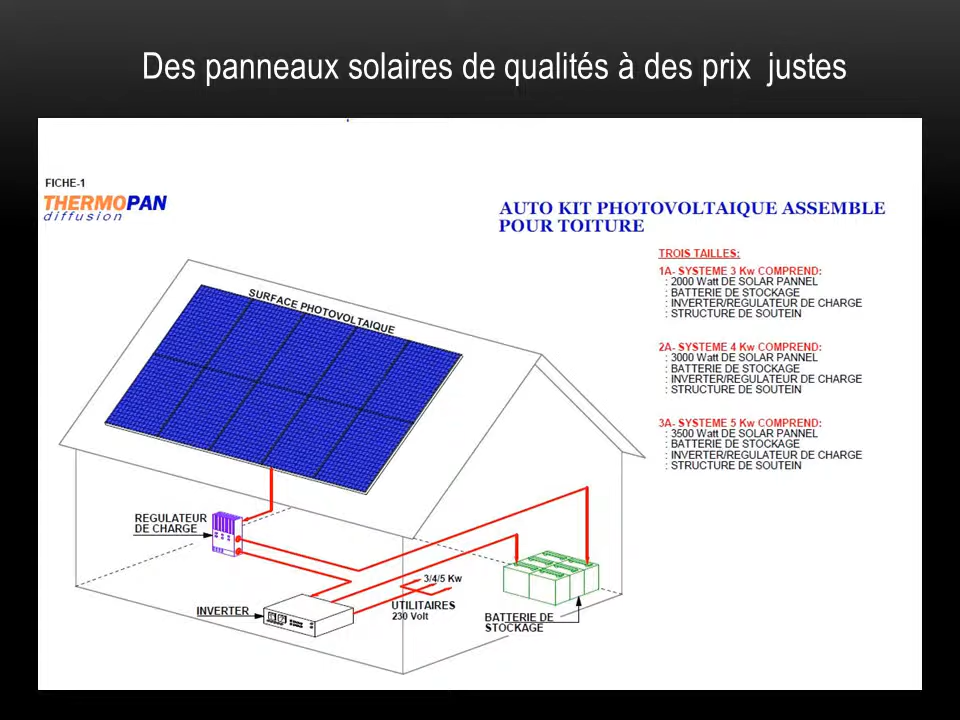 Des panneaux solaires de qualités à des prix justes
FICHE-1
THERMOPAN
diffusion
AUTO KIT PHOTOVOLTAIQUE ASSEMBLE
POUR TOITURE
TROIS TAILLES:
1A- SYSTEME 3 Kw COMPREND:
: 2000 Watt DE SOLAR PANNEL
: BATTERIE DE STOCKAGE
: INVERTER/REGULATEUR DE CHARGE
: STRUCTURE DE SOUTEIN
2A- SYSTEME 4 Kw COMPREND:
: 3000 Watt DE SOLAR PANNEL
: BATTERIE DE STOCKAGE
: INVERTER/REGULATEUR DE CHARGE
: STRUCTURE DE SOUTEIN
3A- SYSTEME 5 Kw COMPREND:
: 3500 Watt DE SOLAR PANNEL
: BATTERIE DE STOCKAGE
: INVERTER/REGULATEUR DE CHARGE
: STRUCTURE DE SOUTEIN
SURFACE PHOTOVOLTAIQUE
REGULATEUR
DE CHARGE
3/4/5 Kw
UTILITAIRES
230 Volt
INVERTER
BATTERIE DE
STOCKAGE